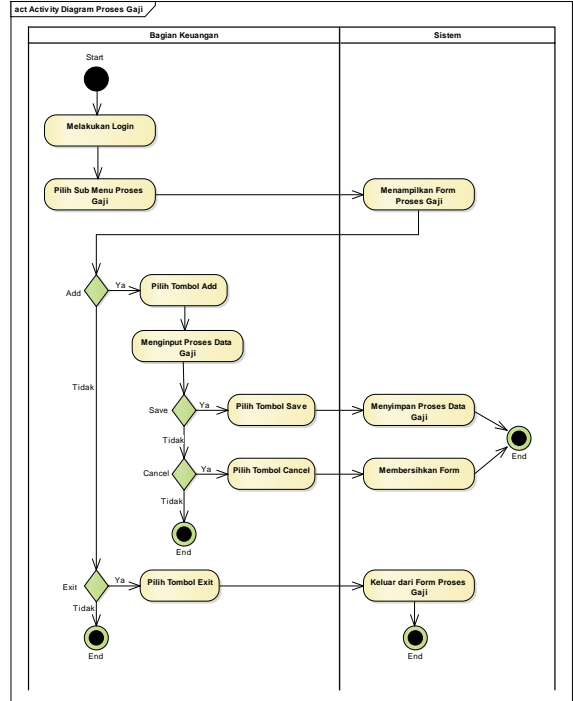 act Activity Diagram Proses Gaji
Bagian Keuangan
Sistem
Start
Melakukan Login
Pilih Sub Menu Proses
Gaji
Menampilkan Form
Proses Gaji
Add
Ya
Pilih Tombol Add
Menginput Proses Data
Gaji
Tidak
Save
Ya
Pilih Tombol Save
Menyimpan Proses Data
Gaji
Tidak
End
Cancel
Ya
Pilih Tombol Cancel
Membersihkan Form
Tidak
End
Exit
Ya
Pilih Tombol Exit
Keluar dari Form Proses
Gaji
Tidak
End
End